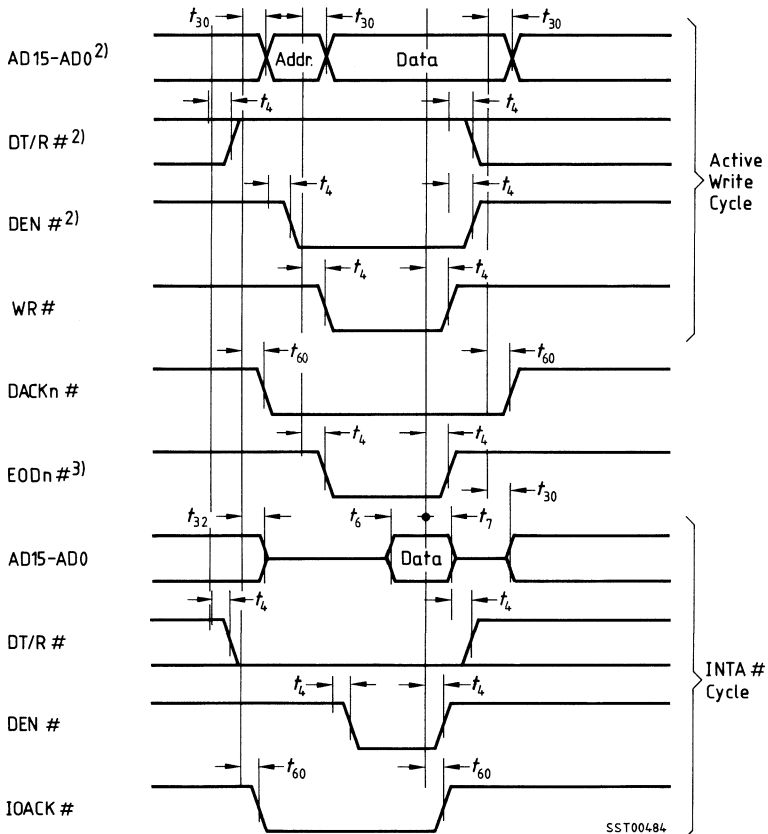 t30 t30 t30
AD15-AD0 2) Addr. Data
t4 t4
DT/R # 2)
t4 t4
DEN # 2)
t4 t4
WR #
t60 t60
DACKn #
t4 t4
EODn # 3)
t30
t32 t6 t7
AD15-AD0 Data
t4 t4
DT/R #
t4 t4
DEN #
t60 t60
IOACK #
Active
Write
Cycle
INTA #
Cycle
SST00484